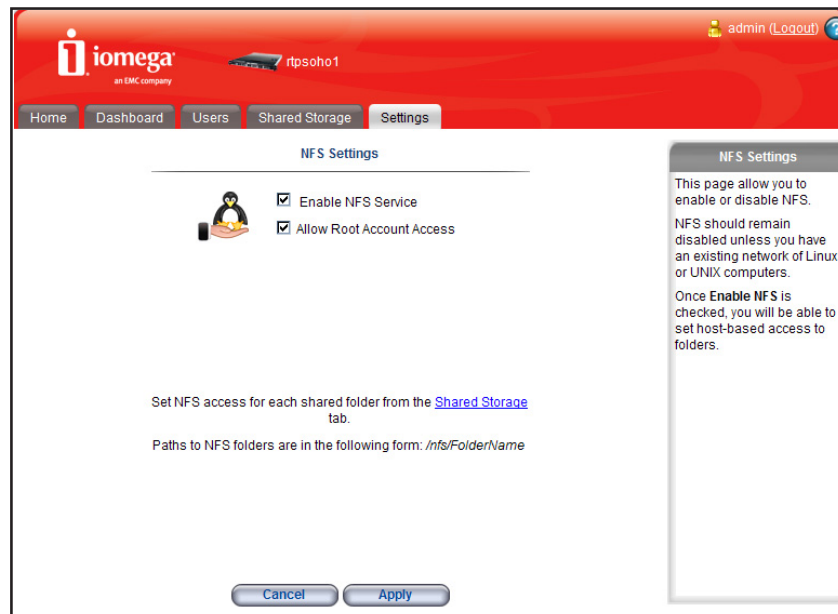 admin (Logout)
iomega
an EMC company
rtpsoho1
Home Dashboard Users Shared Storage Settings
NFS Settings
Enable NFS Service
Allow Root Account Access
Set NFS access for each shared folder from the Shared Storage
tab.
Paths to NFS folders are in the following form: /nfs/FolderName
Cancel Apply
NFS Settings
This page allow you to
enable or disable NFS.
NFS should remain
disabled unless you have
an existing network of Linux
or UNIX computers.
Once Enable NFS is
checked, you will be able to
set host-based access to
folders.